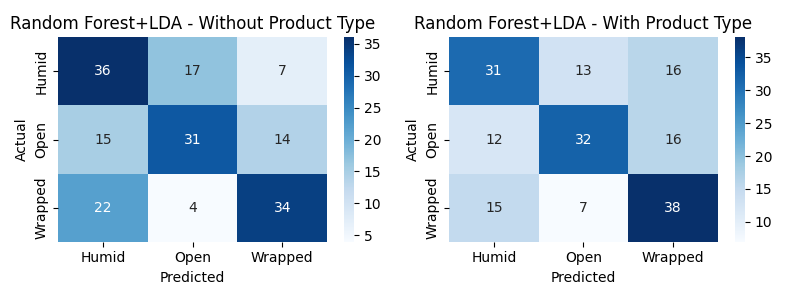 Random Forest+LDA - Without Product Type
Actual
Humid
Open
Wrapped
36 17 7
15 31 14
22 4 34
Humid Open Wrapped
Predicted
35
30
25
20
15
10
5
Random Forest+LDA - With Product Type
Actual
Humid
Open
Wrapped
31 13 16
12 32 16
15 7 38
Humid Open Wrapped
Predicted
35
30
25
20
15
10